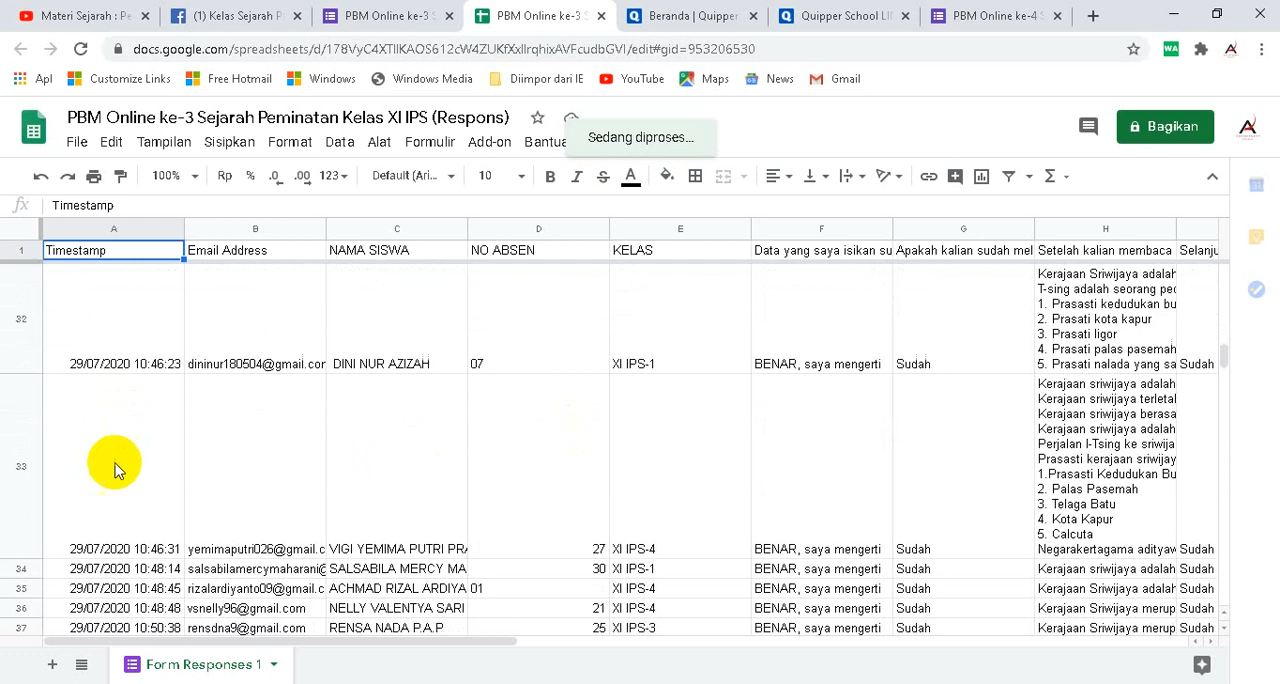 Materi Sejarah : Pe
(1) Kelas Sejarah P
PBM Online ke-3
PBM Online ke-3
Beranda | Quipper
Quipper School LI
PBM Online ke-4 S
docs.google.com/spreadsheets/d/
Apl Customize Links Free Hotmail Windows Windows Media Diimpor dari IE YouTube Maps News Gmail
PBM Online ke-3 Sejarah Peminatan Kelas XI IPS (Respons)
File Edit Tampilan Sisipkan Format Data Alat Formulir Add-on
Sedang diproses...
Bagikan
100% Rp % .0 .00 123 Default (Ari... 10 B I S A
fx Timestamp
A B C D E F G H
1 Timestamp Email Address NAMA SISWA NO ABSEN KELAS Data yang saya isikan su Apakah kalian sudah mel Setelah kalian membaca Selanju
Kerajaan Sriwijaya adalah
T-sing adalah seorang pec
1. Prasasti kedudukan bu
32 2. Prasati kota kapur
3. Prasati ligor
4. Prasati palas pasemah
29/07/2020 10:46:23 dininur180504@gmail.com DINI NUR AZIZAH 07 XI IPS-1 BENAR, saya mengerti Sudah 5. Prasati nalada yang sa Sudah
Kerajaan sriwijaya adalah
Kerajaan sriwijaya terletal
Kerajaan sriwijaya berasa
Kerajaan sriwijaya adalah
Perjalan I-Tsing ke sriwija
33 Prasasti kerajaan sriwijay
1.Prasasti Kedudukan Bu
2. Palas Pasemah
3. Telaga Batu
4. Kota Kapur
5. Calcuta
29/07/2020 10:46:31 yemimaputri026@gmail.c VIGI YEMIMA PUTRI PRA 27 XI IPS-4 BENAR, saya mengerti Sudah Negarakertagama adityaw Sudah
34 29/07/2020 10:48:14 salsabilamercymaharani@ SALSABILA MERCY MA 30 XI IPS-1 BENAR, saya mengerti Sudah Kerajaan sriwijaya adalah Sudah
35 29/07/2020 10:48:45 rizalardiyanto19@gmail.c ACHMAD RIZAL ARDIYA 01 XI IPS-4 BENAR, saya mengerti Sudah Kerajaan Sriwijaya adalah Sudah
36 29/07/2020 10:48:48 vsnelly96@gmail.com NELLY VALENTYA SARI 21 XI IPS-4 BENAR, saya mengerti Sudah Kerajaan Sriwijaya merup Sudah
37 29/07/2020 10:50:38 rensdna9@gmail.com RENSA NADA P.A.P 25 XI IPS-3 BENAR, saya mengerti Sudah Kerajaan Sriwijaya merup Sudah
Form Responses 1